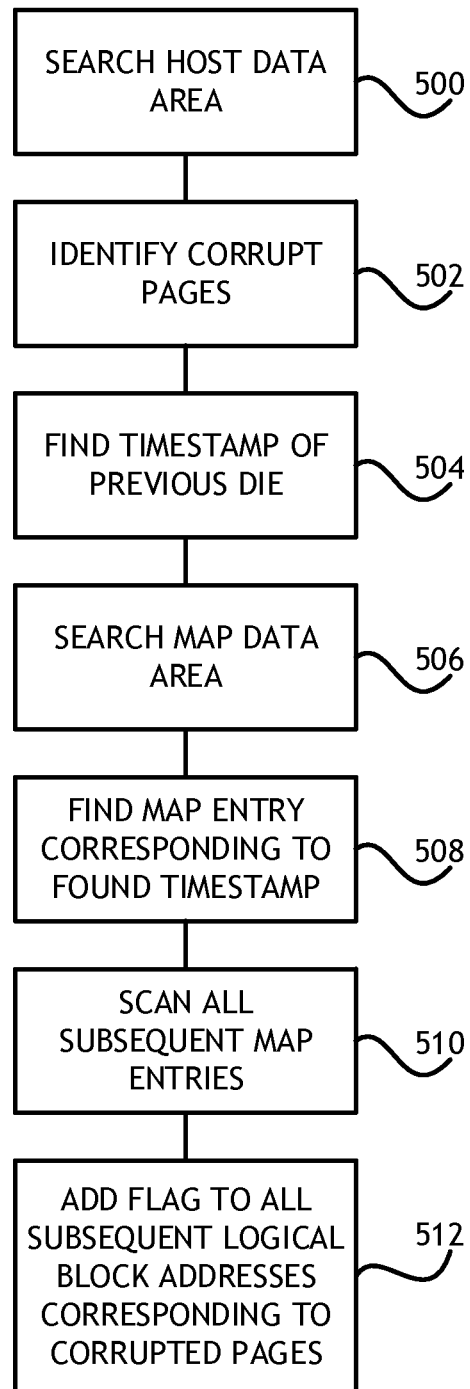 SEARCH HOST DATA
AREA
500
IDENTIFY CORRUPT
PAGES
502
FIND TIMESTAMP OF
PREVIOUS DIE
504
SEARCH MAP DATA
AREA
506
FIND MAP ENTRY
CORRESPONDING TO
FOUND TIMESTAMP
508
SCAN ALL
SUBSEQUENT MAP
ENTRIES
510
ADD FLAG TO ALL
SUBSEQUENT LOGICAL
BLOCK ADDRESSES
CORRESPONDING TO
CORRUPTED PAGES
512